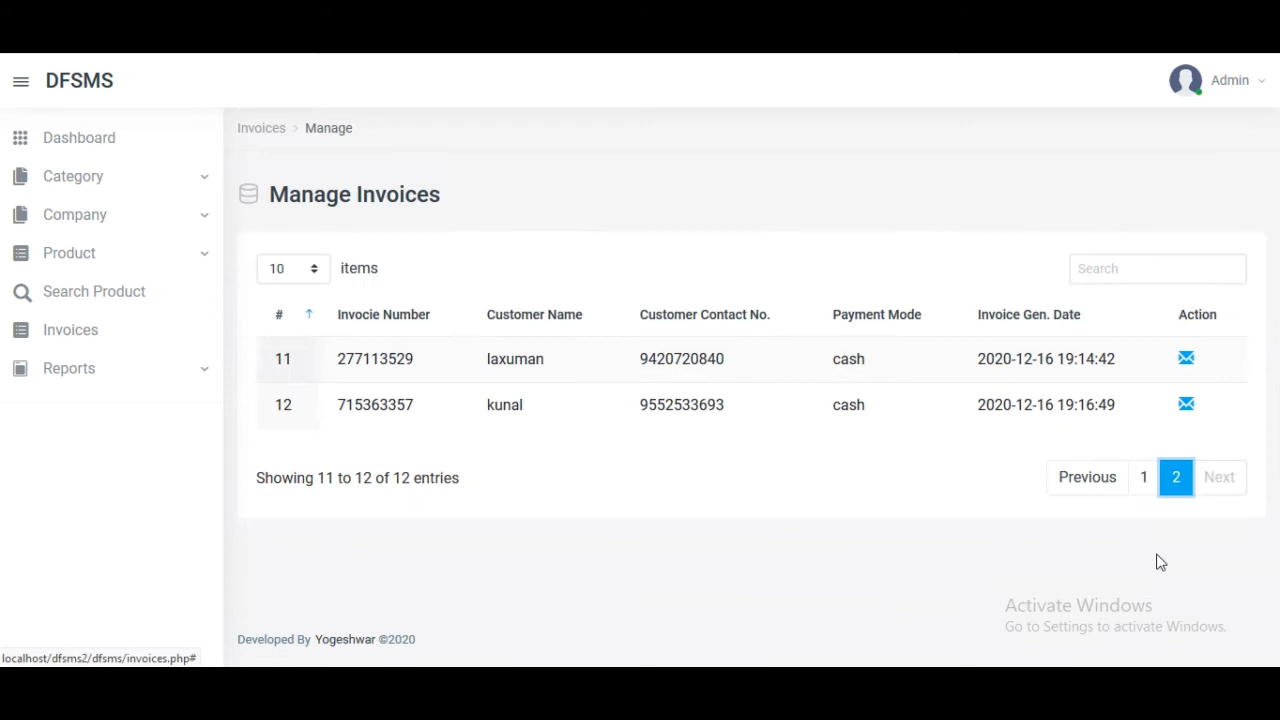 DFSMS
Admin
Dashboard
Category
Company
Product
Search Product
Invoices
Reports
Invoices > Manage
Manage Invoices
10 items
Search
# ↑ Invocie Number Customer Name Customer Contact No. Payment Mode Invoice Gen. Date Action
11 277113529 laxuman 9420720840 cash 2020-12-16 19:14:42
12 715363357 kunal 9552533693 cash 2020-12-16 19:16:49
Showing 11 to 12 of 12 entries
Previous 1 2 Next
Activate Windows
Go to Settings to activate Windows.
Developed By Yogeshwar ©2020
localhost/dfsms2/dfsms/invoices.php#